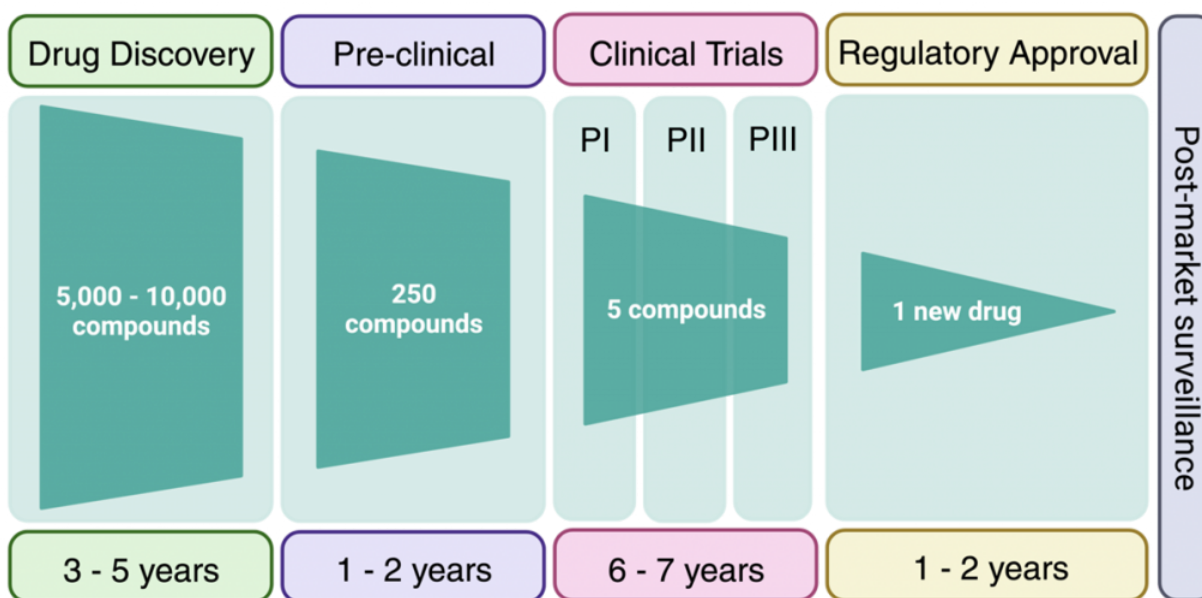 Drug Discovery
Pre-clinical
Clinical Trials
Regulatory Approval
PI
PII
PIII
5,000 - 10,000
compounds
250
compounds
5 compounds
1 new drug
Post-market surveillance
3 - 5 years
1 - 2 years
6 - 7 years
1 - 2 years